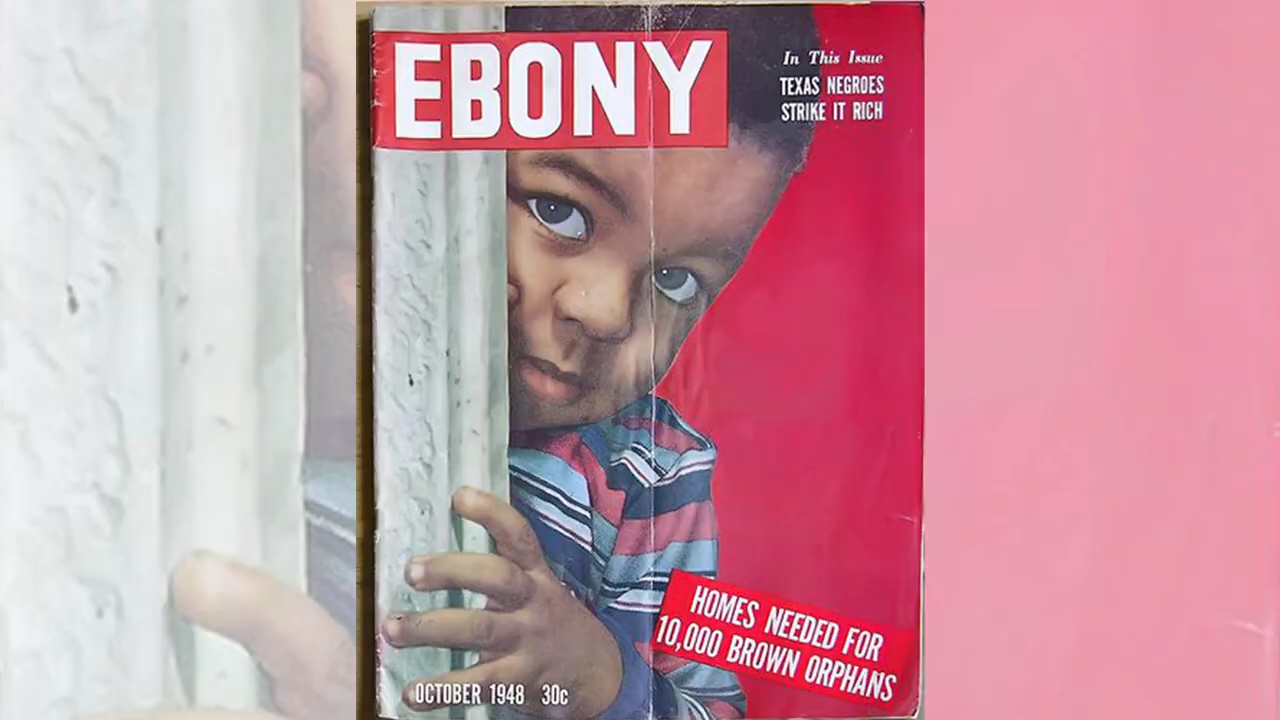 EBONY
In This Issue
TEXAS NEGROES
STRIKE IT RICH
HOMES NEEDED FOR
10,000 BROWN ORPHANS
OCTOBER 1948 30c